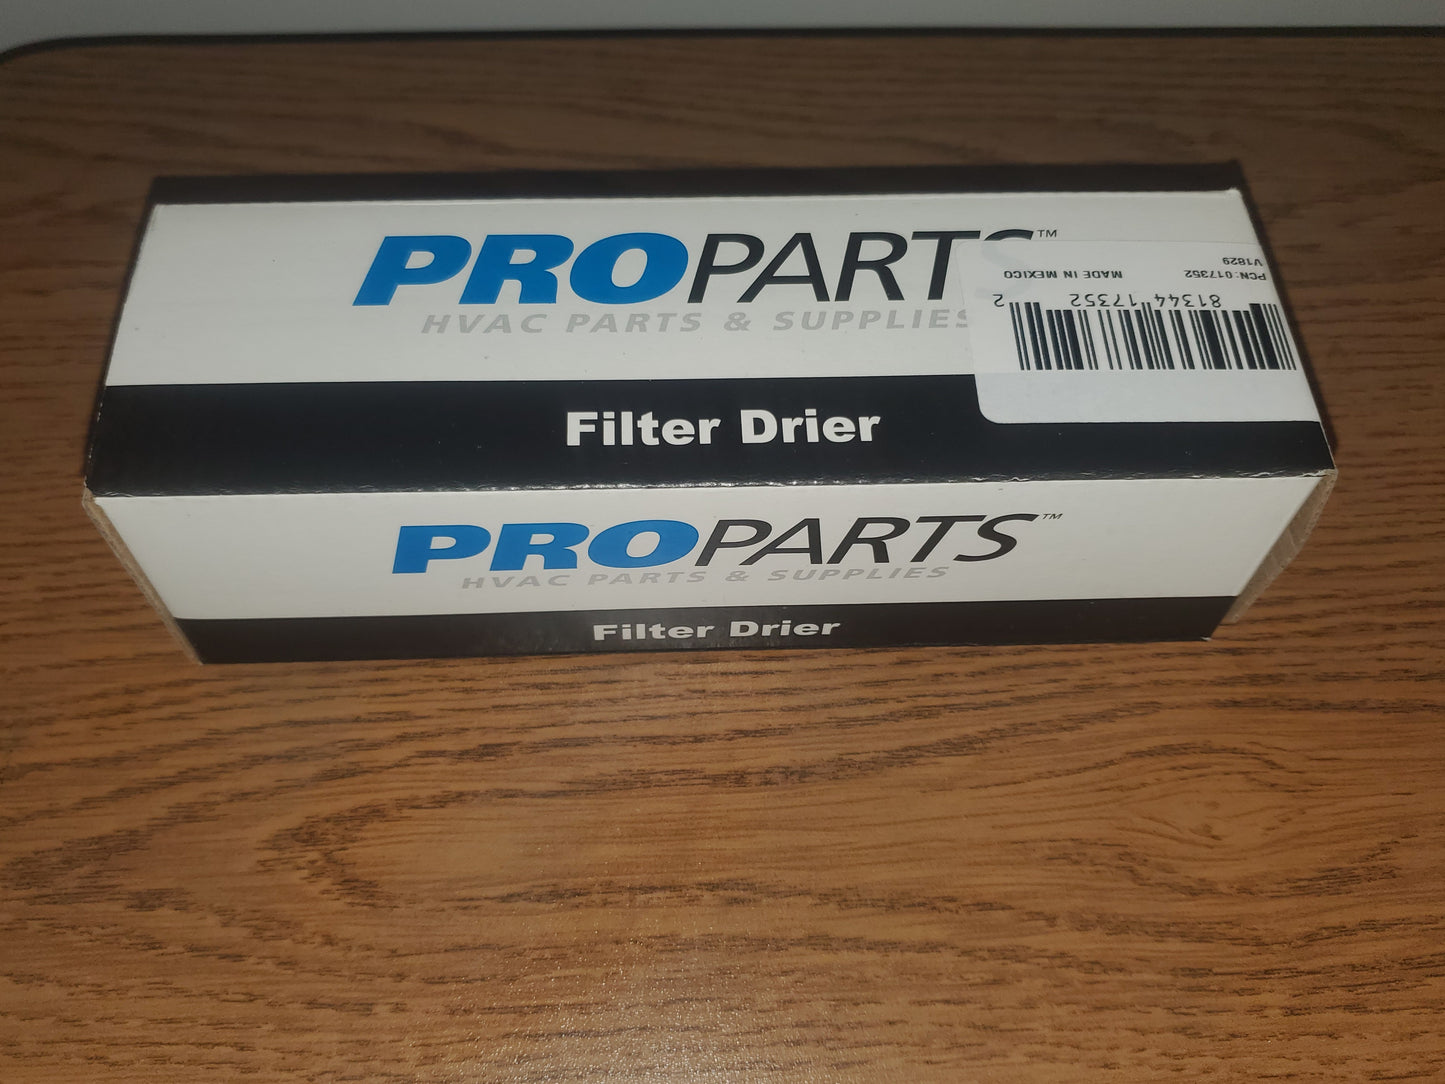 PROPARTS™
HVAC PARTS & SUPPLIES
Filter Drier
PROPARTS™
HVAC PARTS & SUPPLIES
Filter Drier
81344 17352 2
PCN:017352 MADE IN MEXICO
V1829